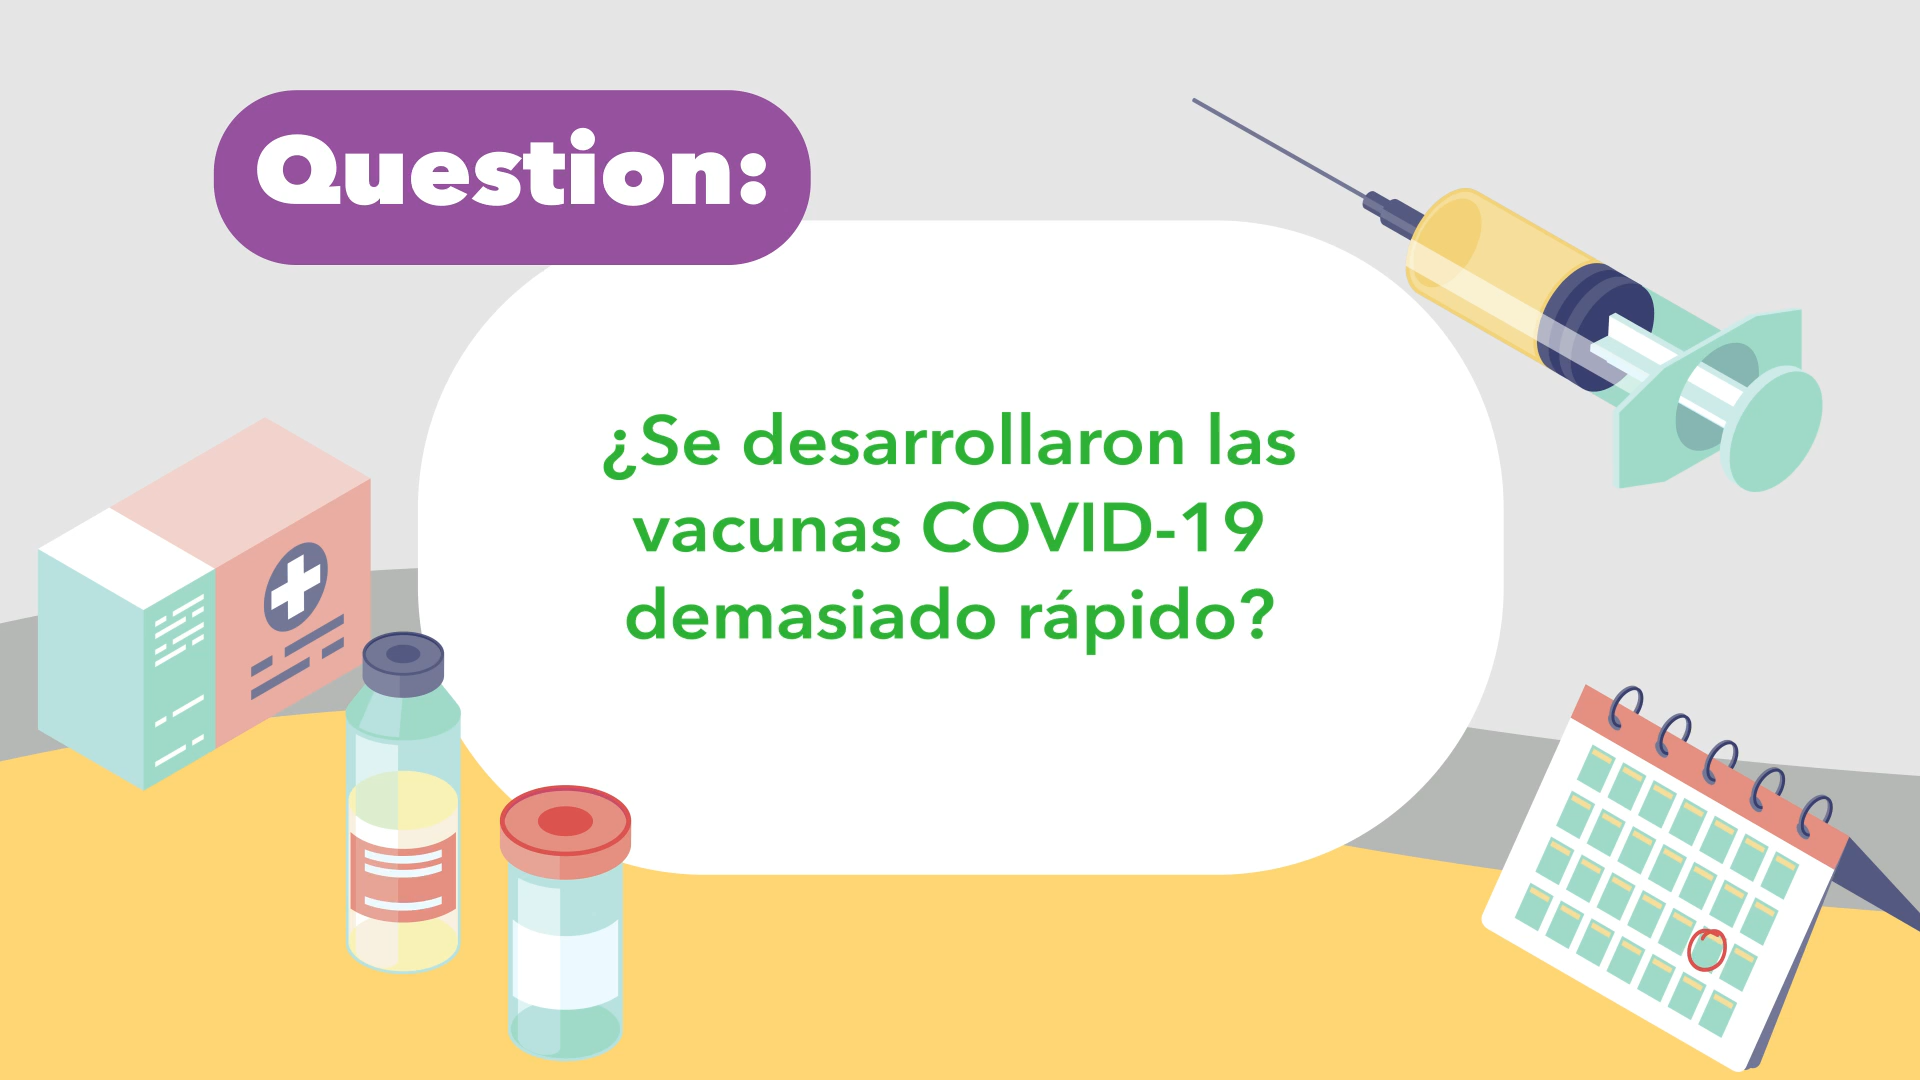 Question:
¿Se desarrollaron las
vacunas COVID-19
demasiado rápido?